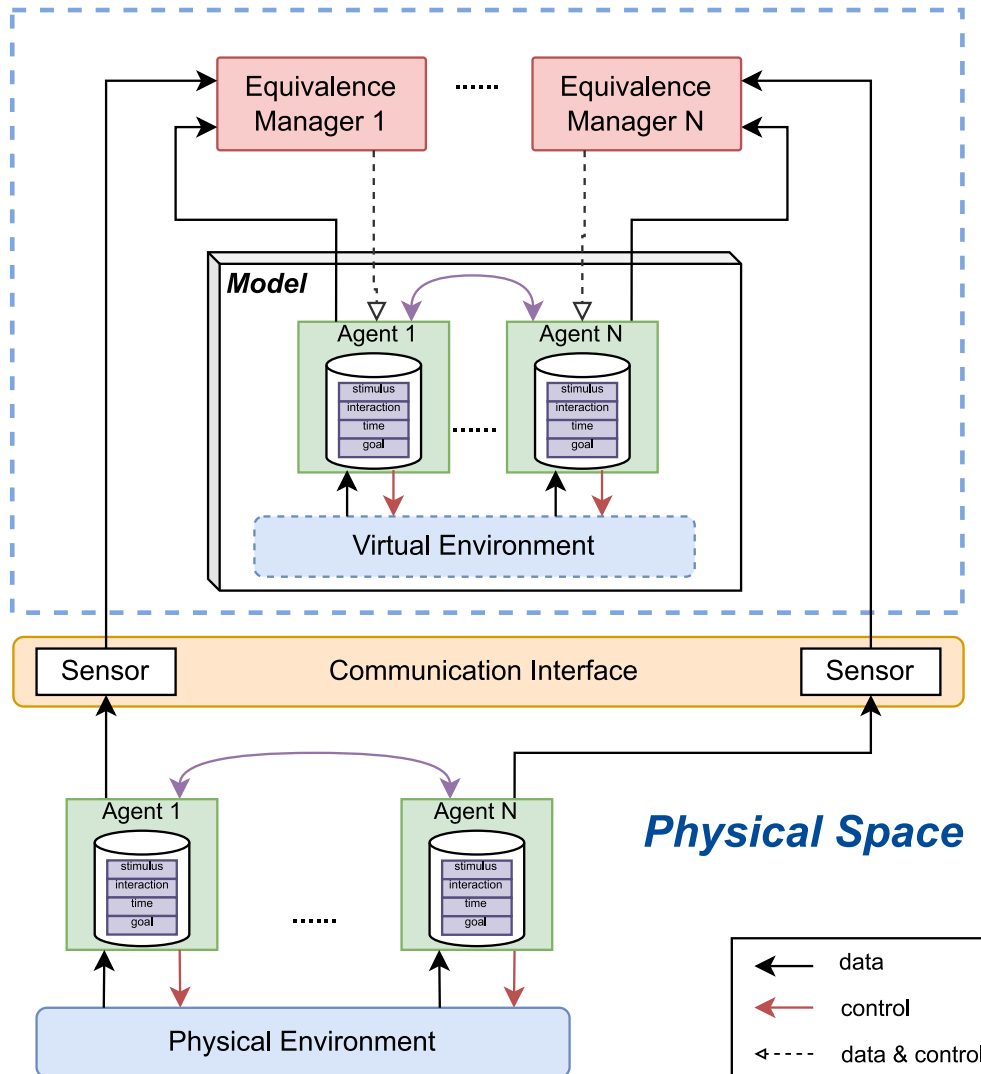 Equivalence
Manager 1
......
Equivalence
Manager N
Model
Agent 1
stimulus
interaction
time
goal
......
Agent N
stimulus
interaction
time
goal
Virtual Environment
Sensor
Communication Interface
Sensor
Agent 1
stimulus
interaction
time
goal
......
Agent N
stimulus
interaction
time
goal
Physical Space
Physical Environment
data
control
data & control